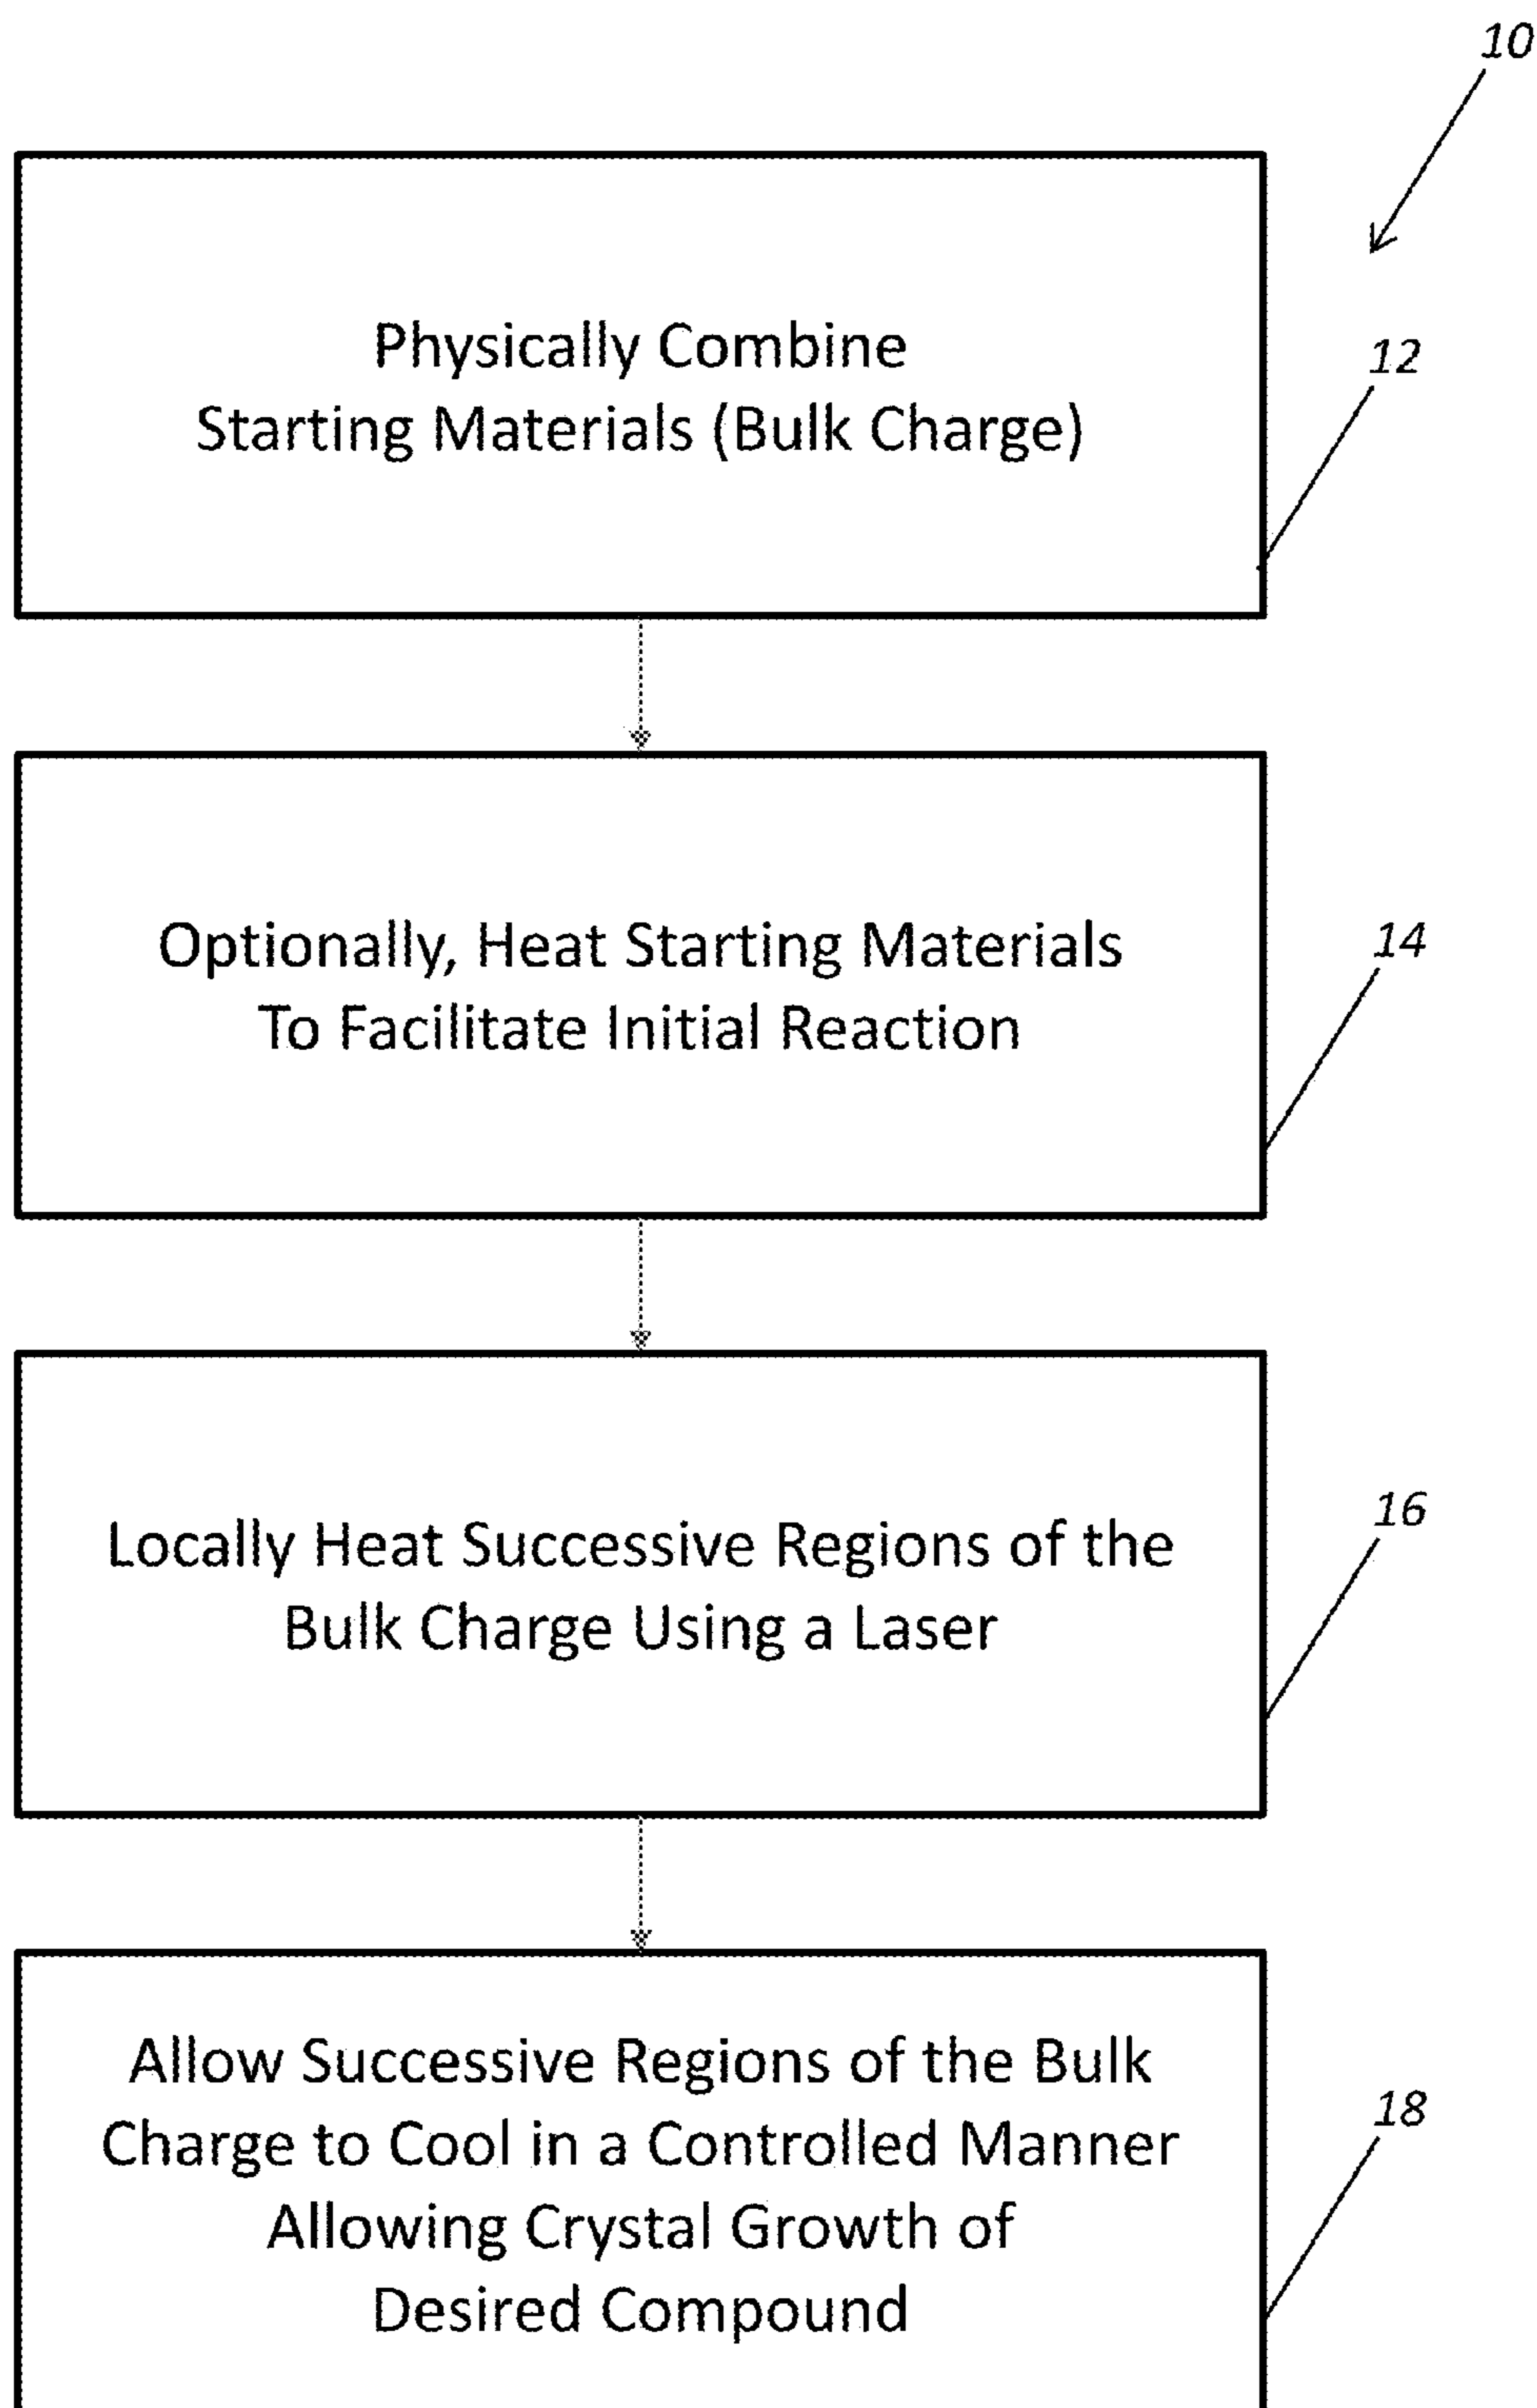 10
Physically Combine
Starting Materials (Bulk Charge)
12
Optionally, Heat Starting Materials
To Facilitate Initial Reaction
14
Locally Heat Successive Regions of the
Bulk Charge Using a Laser
16
Allow Successive Regions of the Bulk
Charge to Cool in a Controlled Manner
Allowing Crystal Growth of
Desired Compound
18